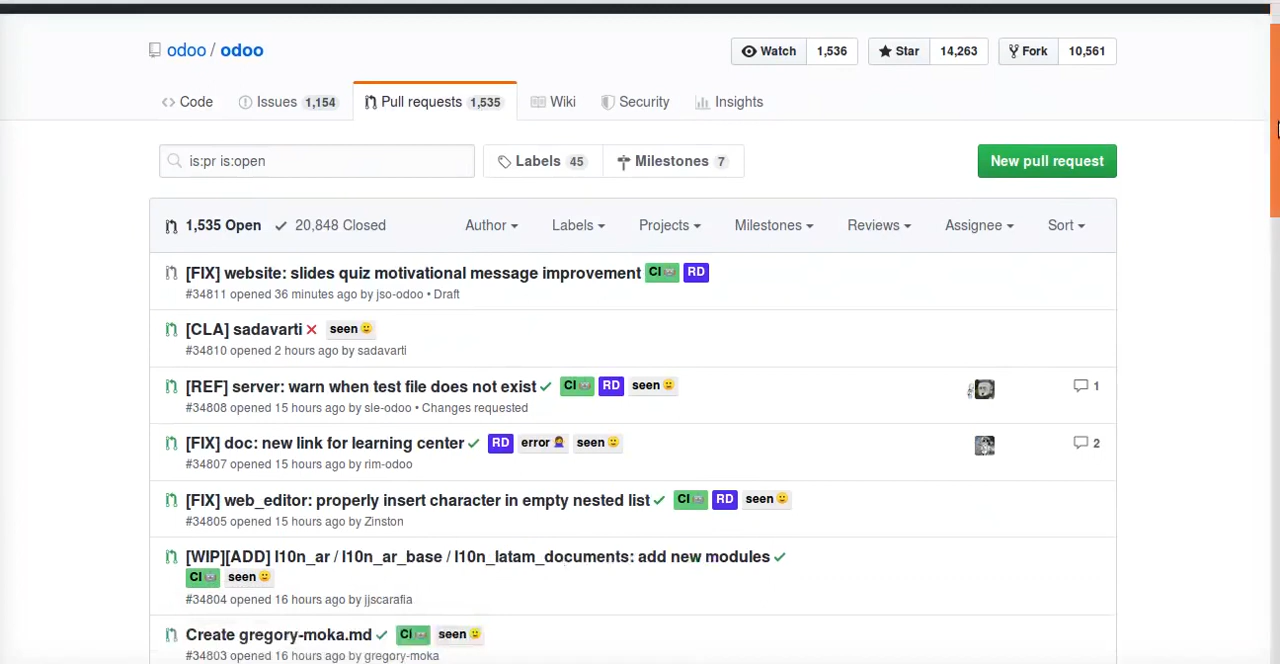 odoo / odoo
Watch 1,536 Star 14,263 Fork 10,561
Code Issues 1,154 Pull requests 1,535 Wiki Security Insights
is:pr is:open Labels 45 Milestones 7 New pull request
1,535 Open 20,848 Closed Author Labels Projects Milestones Reviews Assignee Sort
[FIX] website: slides quiz motivational message improvement CI RD
#34811 opened 36 minutes ago by jso-odoo • Draft
[CLA] sadavarti seen
#34810 opened 2 hours ago by sadavarti
[REF] server: warn when test file does not exist CI RD seen 1
#34808 opened 15 hours ago by sle-odoo • Changes requested
[FIX] doc: new link for learning center RD error seen 2
#34807 opened 15 hours ago by rim-odoo
[FIX] web_editor: properly insert character in empty nested list CI RD seen
#34805 opened 15 hours ago by Zinston
[WIP][ADD] l10n_ar / l10n_ar_base / l10n_latam_documents: add new modules
CI seen
#34804 opened 16 hours ago by jjscarafia
Create gregory-moka.md CI seen
#34803 opened 16 hours ago by gregory-moka